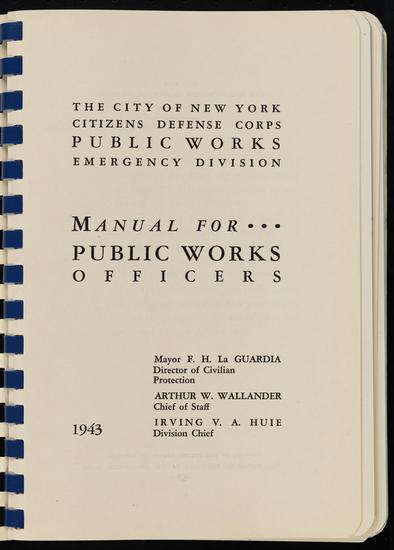 THE CITY OF NEW YORK
CITIZENS DEFENSE CORPS
PUBLIC WORKS
EMERGENCY DIVISION
MANUAL FOR •••
PUBLIC WORKS
OFFICERS
Mayor F. H. La GUARDIA
Director of Civilian
Protection
ARTHUR W. WALLANDER
Chief of Staff
IRVING V. A. HUIE
Division Chief
1943